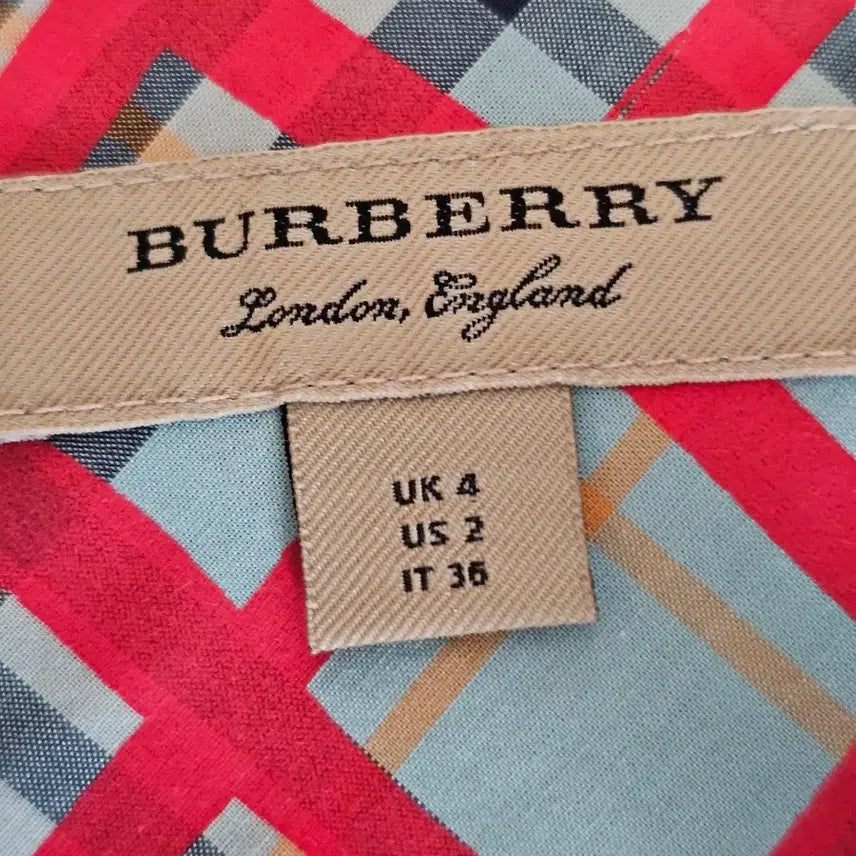 BURBERRY
London, England
UK 4
US 2
IT 36